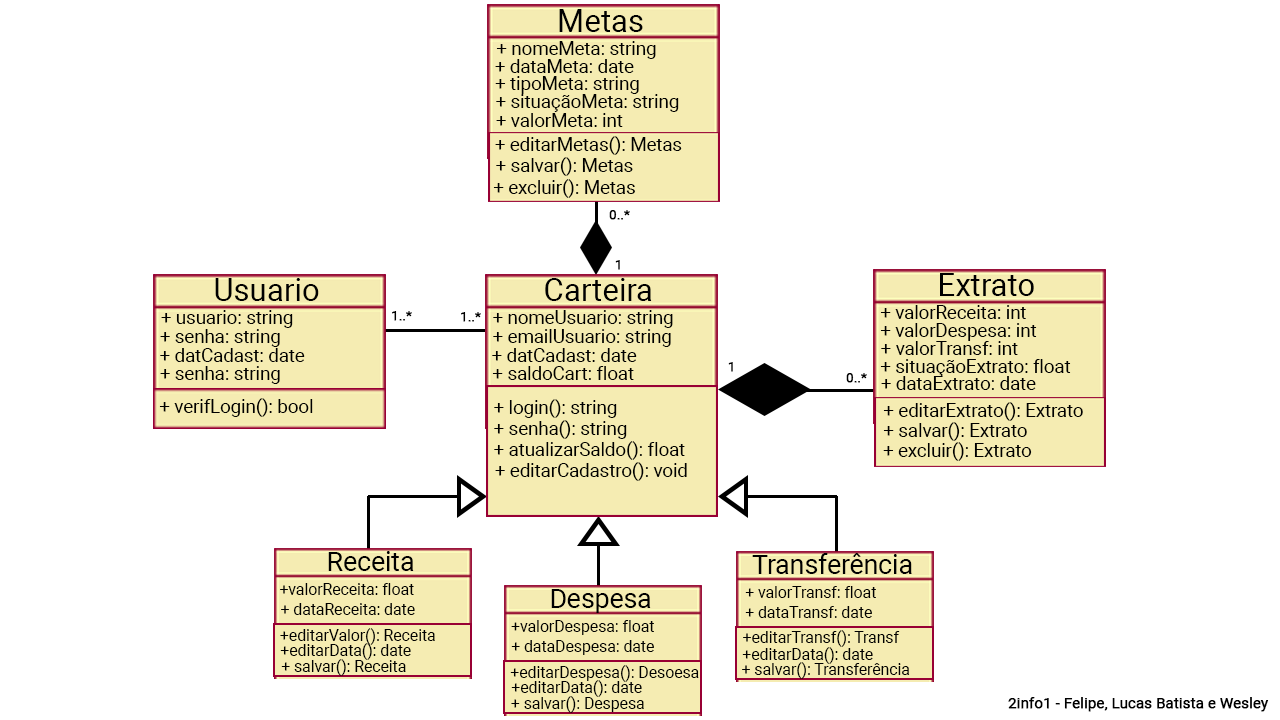 Metas
+ nomeMeta: string
+ dataMeta: date
+ tipoMeta: string
+ situaçãoMeta: string
+ valorMeta: int
+ editarMetas(): Metas
+ salvar(): Metas
+ excluir(): Metas
0..*
1
Usuario
+ usuario: string
+ senha: string
+ datCadast: date
+ senha: string
+ verifLogin(): bool
1..*
1..*
Carteira
+ nomeUsuario: string
+ emailUsuario: string
+ datCadast: date
+ saldoCart: float
+ login(): string
+ senha(): string
+ atualizarSaldo(): float
+ editarCadastro(): void
1
0..*
Extrato
+ valorReceita: int
+ valorDespesa: int
+ valorTransf: int
+ situaçãoExtrato: float
+ dataExtrato: date
+ editarExtrato(): Extrato
+ salvar(): Extrato
+ excluir(): Extrato
Receita
+valorReceita: float
+ dataReceita: date
+editarValor(): Receita
+editarData(): date
+ salvar(): Receita
Despesa
+valorDespesa: float
+ dataDespesa: date
+editarDespesa(): Desoesa
+editarData(): date
+ salvar(): Despesa
Transferência
+ valorTransf: float
+ dataTransf: date
+editarTransf(): Transf
+editarData(): date
+ salvar(): Transferência
2info1 - Felipe, Lucas Batista e Wesley